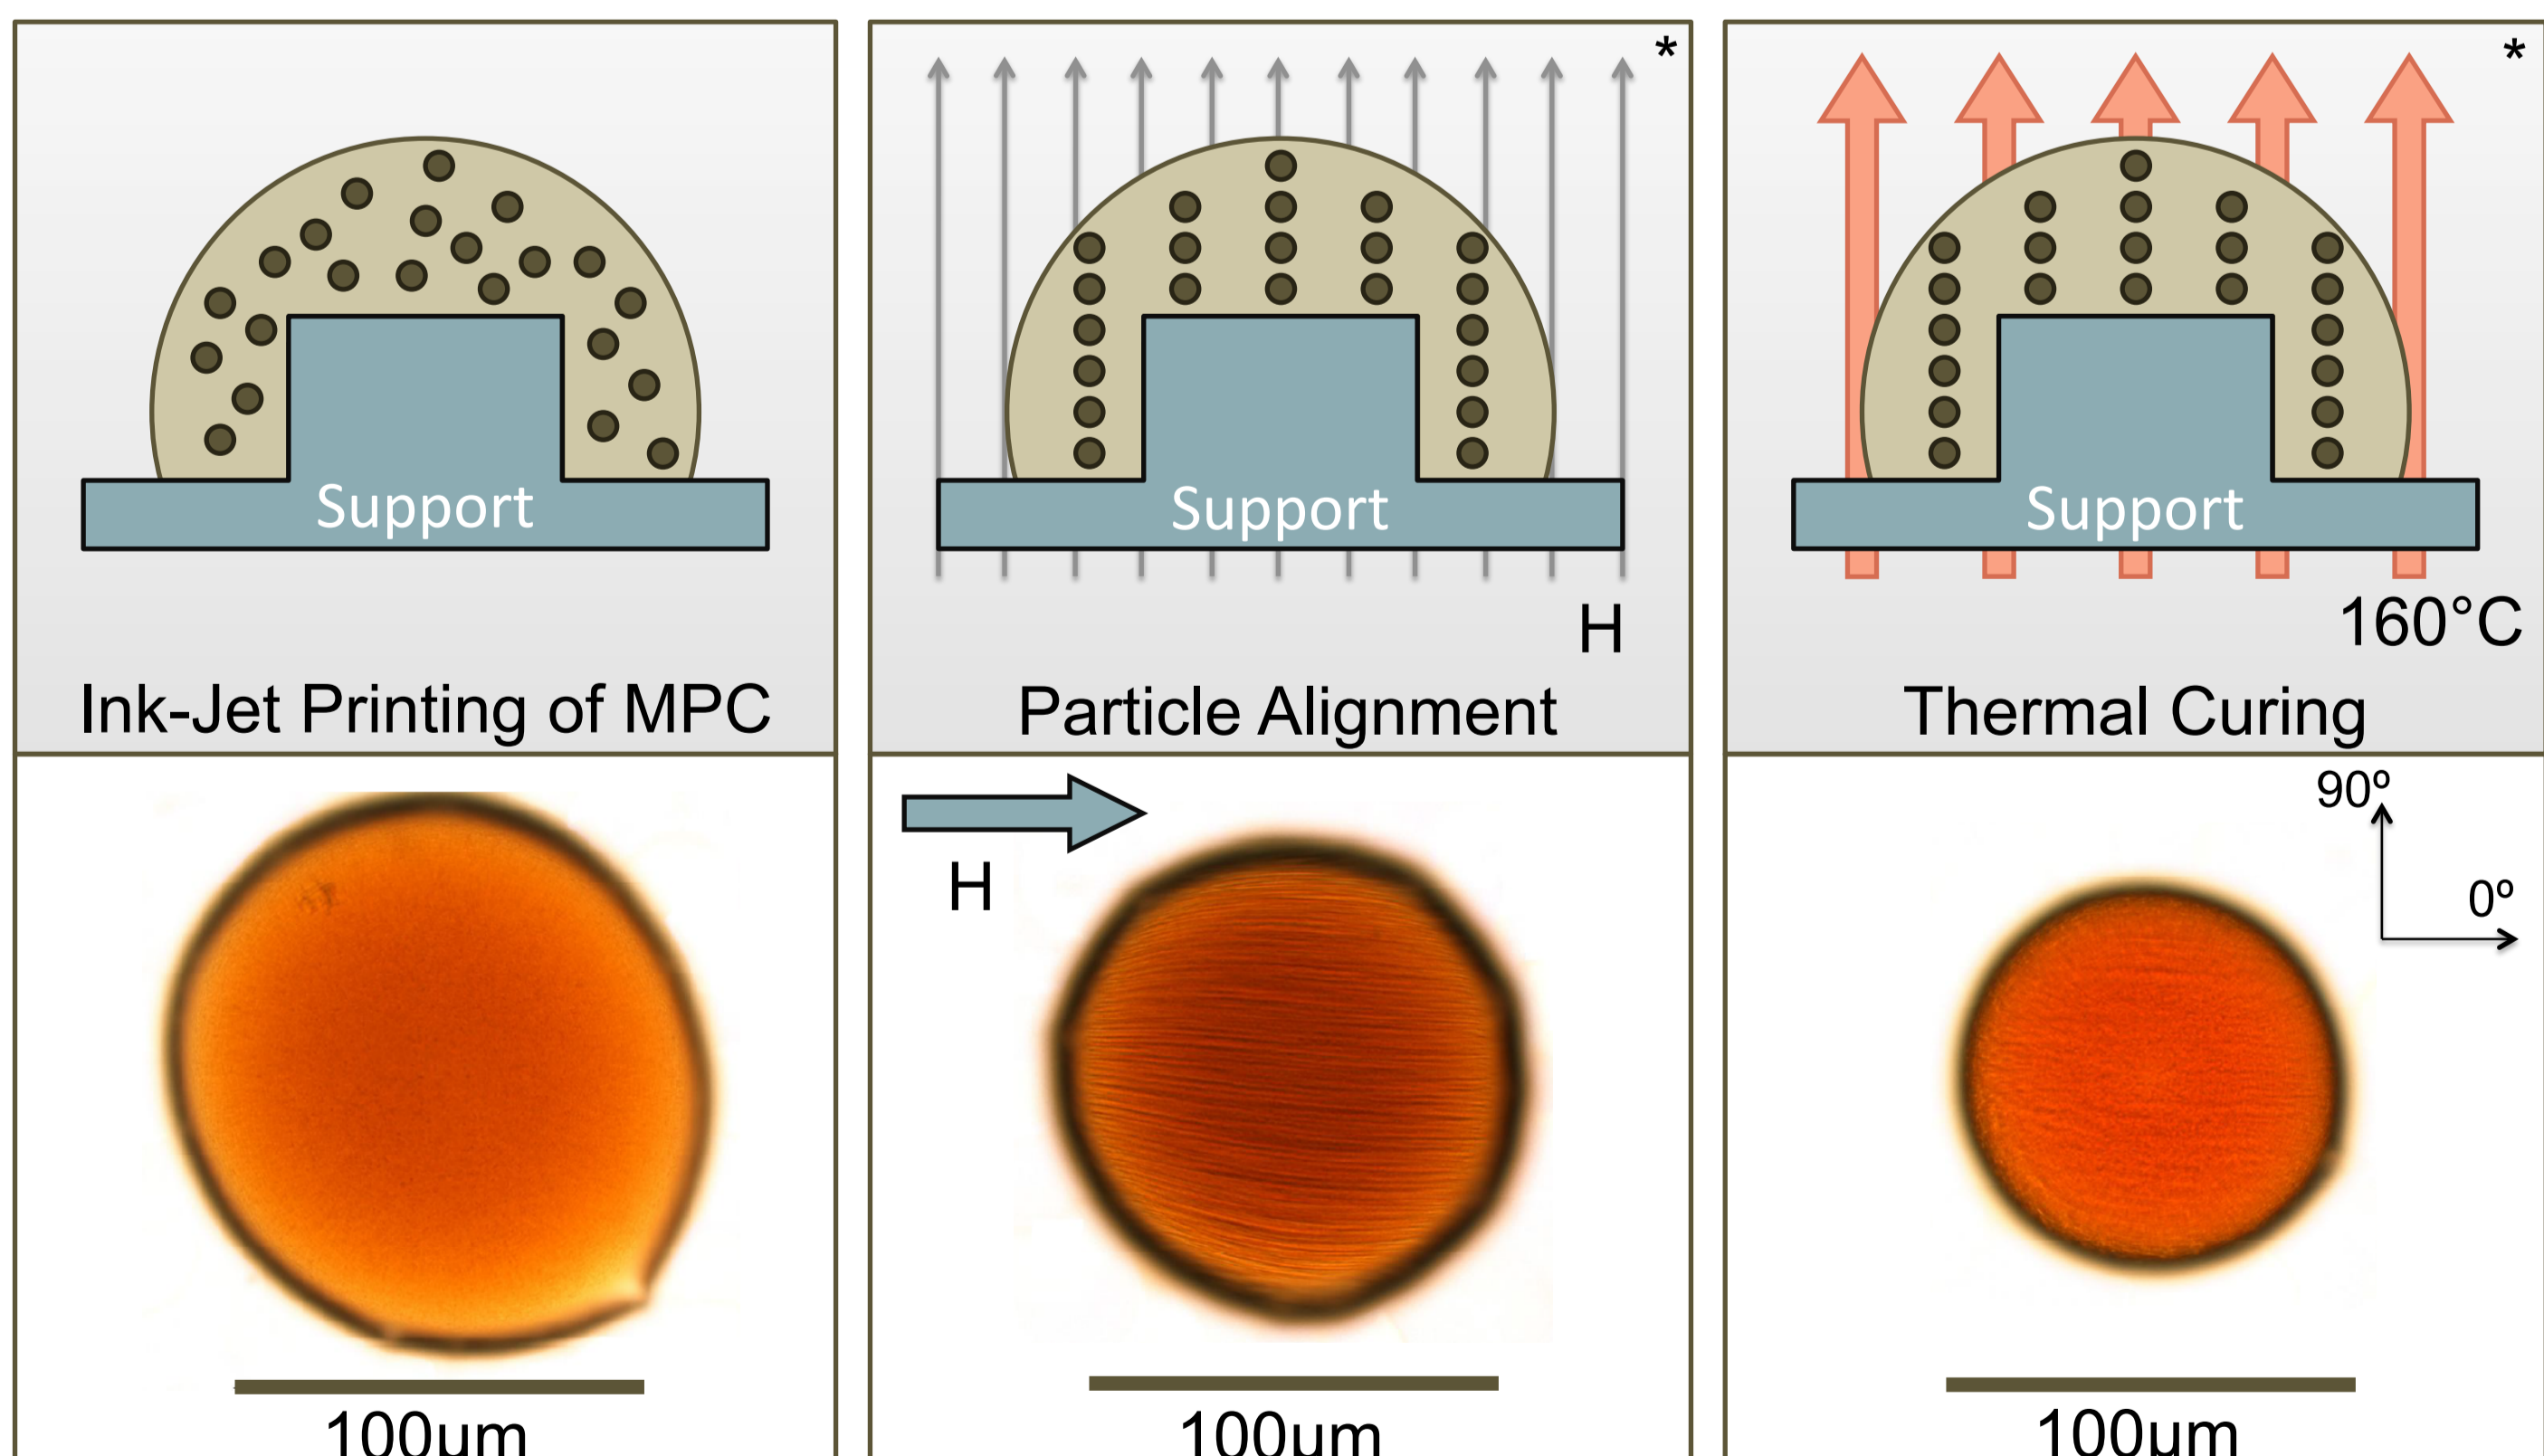 *
*
Support
Support
Support
H
160°C
Ink-Jet Printing of MPC
Particle Alignment
Thermal Curing
H
90º
0º
100um
100um
100um